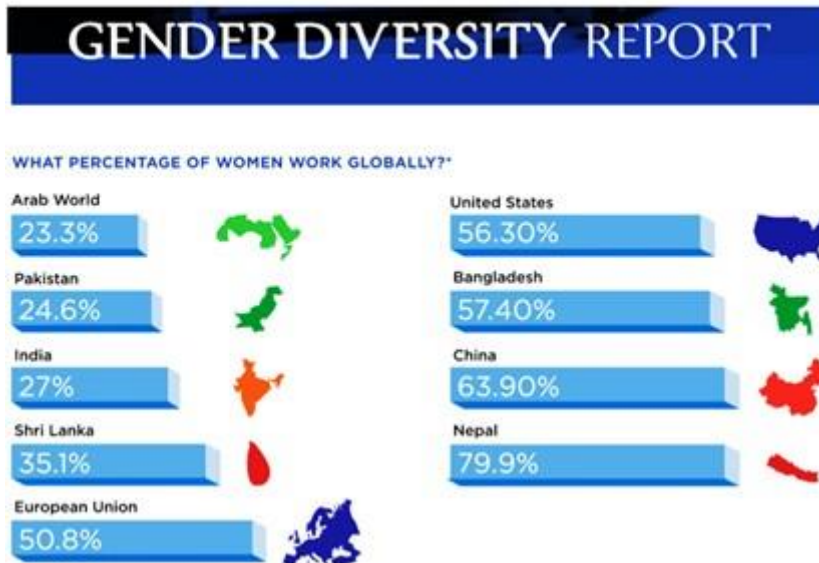 GENDER DIVERSITY REPORT
WHAT PERCENTAGE OF WOMEN WORK GLOBALLY?*
Arab World
23.3%
Pakistan
24.6%
India
27%
Shri Lanka
35.1%
European Union
50.8%
United States
56.30%
Bangladesh
57.40%
China
63.90%
Nepal
79.9%